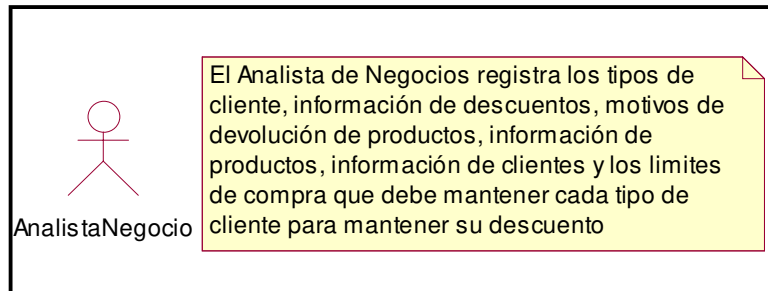 El Analista de Negocios registra los tipos de
cliente, información de descuentos, motivos de
devolución de productos, información de
productos, información de clientes y los limites
de compra que debe mantener cada tipo de
cliente para mantener su descuento
AnalistaNegocio